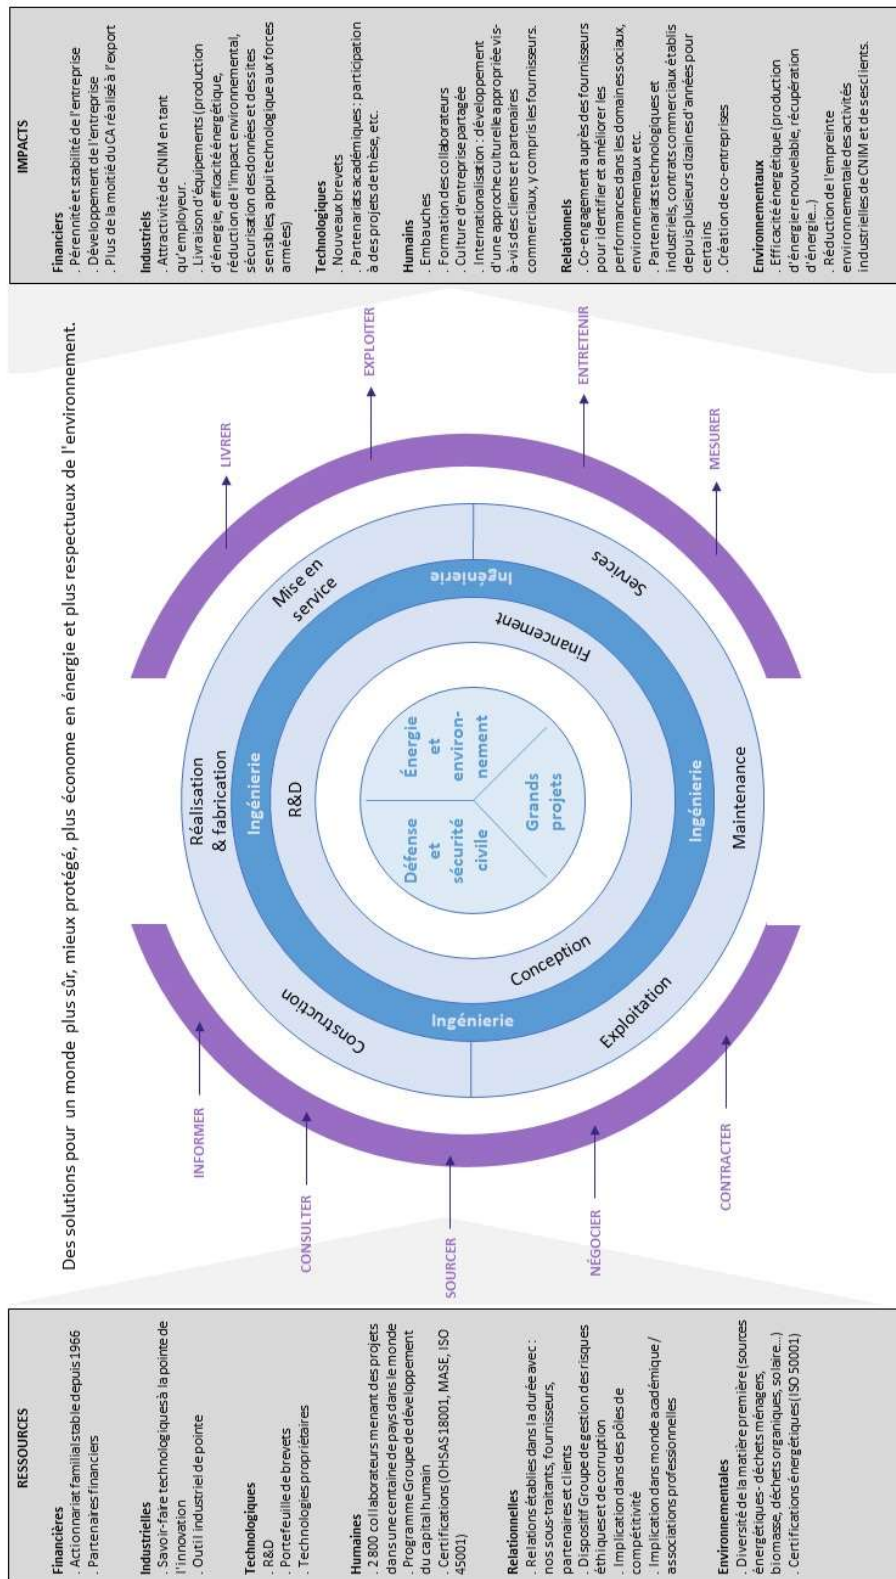 Des solutions pour un monde plus sûr, mieux protégé, plus économe en énergie et plus respectueux de l'environnement.
RESSOURCES
Financières
. Actionnariat familial stable depuis 1966
. Partenaires financiers
Industrielles
. Savoir-faire technologiques à la pointe de
l'innovation
. Outil industriel de pointe
Technologiques
. R&D
. Portefeuille de brevets
. Technologies propriétaires
Humaines
. 2 800 collaborateurs menant des projets
dans une centaine de pays dans le monde
. Programme Groupe de développement
du capital humain
. Certifications (OHSAS 18001, MASE, ISO
45001)
Relationnelles
. Relations établies dans la durée avec :
nos sous-traitants, fournisseurs,
partenaires et clients
. Dispositif Groupe de gestion des risques
éthiques et de corruption
. Implication dans des pôles de
compétitivité
. Implication dans monde académique /
associations professionnelles
Environnementales
. Diversité de la matière première (sources
énergétiques - déchets ménagers,
biomasse, déchets organiques, solaire...)
. Certifications énergétiques (ISO 50001)
INFORMER
CONSULTER
SOURCER
NÉGOCIER
CONTRACTER
Réalisation
& fabrication
Mise en
service
Services
Maintenance
Exploitation
Construction
Ingénierie
Ingénierie
Ingénierie
Ingénierie
R&D
Financement
Conception
Défense
et
sécurité
civile
Énergie
et
environ-
nement
Grands
projets
LIVRER
EXPLOITER
ENTRETENIR
MESURER
IMPACTS
Financiers
. Pérennité et stabilité de l'entreprise
. Développement de l'entreprise
. Plus de la moitié du CA réalisé à l'export
Industriels
. Attractivité de CNIM en tant
qu'employeur.
. Livraison d'équipements (production
d'énergie, efficacité énergétique,
réduction de l'impact environnemental,
sécurisation des données et des sites
sensibles, appui technologique aux forces
armées)
Technologiques
. Nouveaux brevets
. Partenariats académiques : participation
à des projets de thèse, etc.
Humains
. Embauches
. Formation des collaborateurs
. Culture d'entreprise partagée
. Internationalisation : développement
d'une approche culturelle appropriée vis-
à-vis des clients et partenaires
commerciaux, y compris les fournisseurs.
Relationnels
. Co-engagement auprès des fournisseurs
pour identifier et améliorer les
performances dans les domaines sociaux,
environnementaux etc.
. Partenariats technologiques et
industriels, contrats commerciaux établis
depuis plusieurs dizaines d'années pour
certains
. Création de co-entreprises
Environnementaux
. Efficacité énergétique (production
d'énergie renouvelable, récupération
d'énergie...)
. Réduction de l'empreinte
environnementale des activités
industrielles de CNIM et de ses clients.